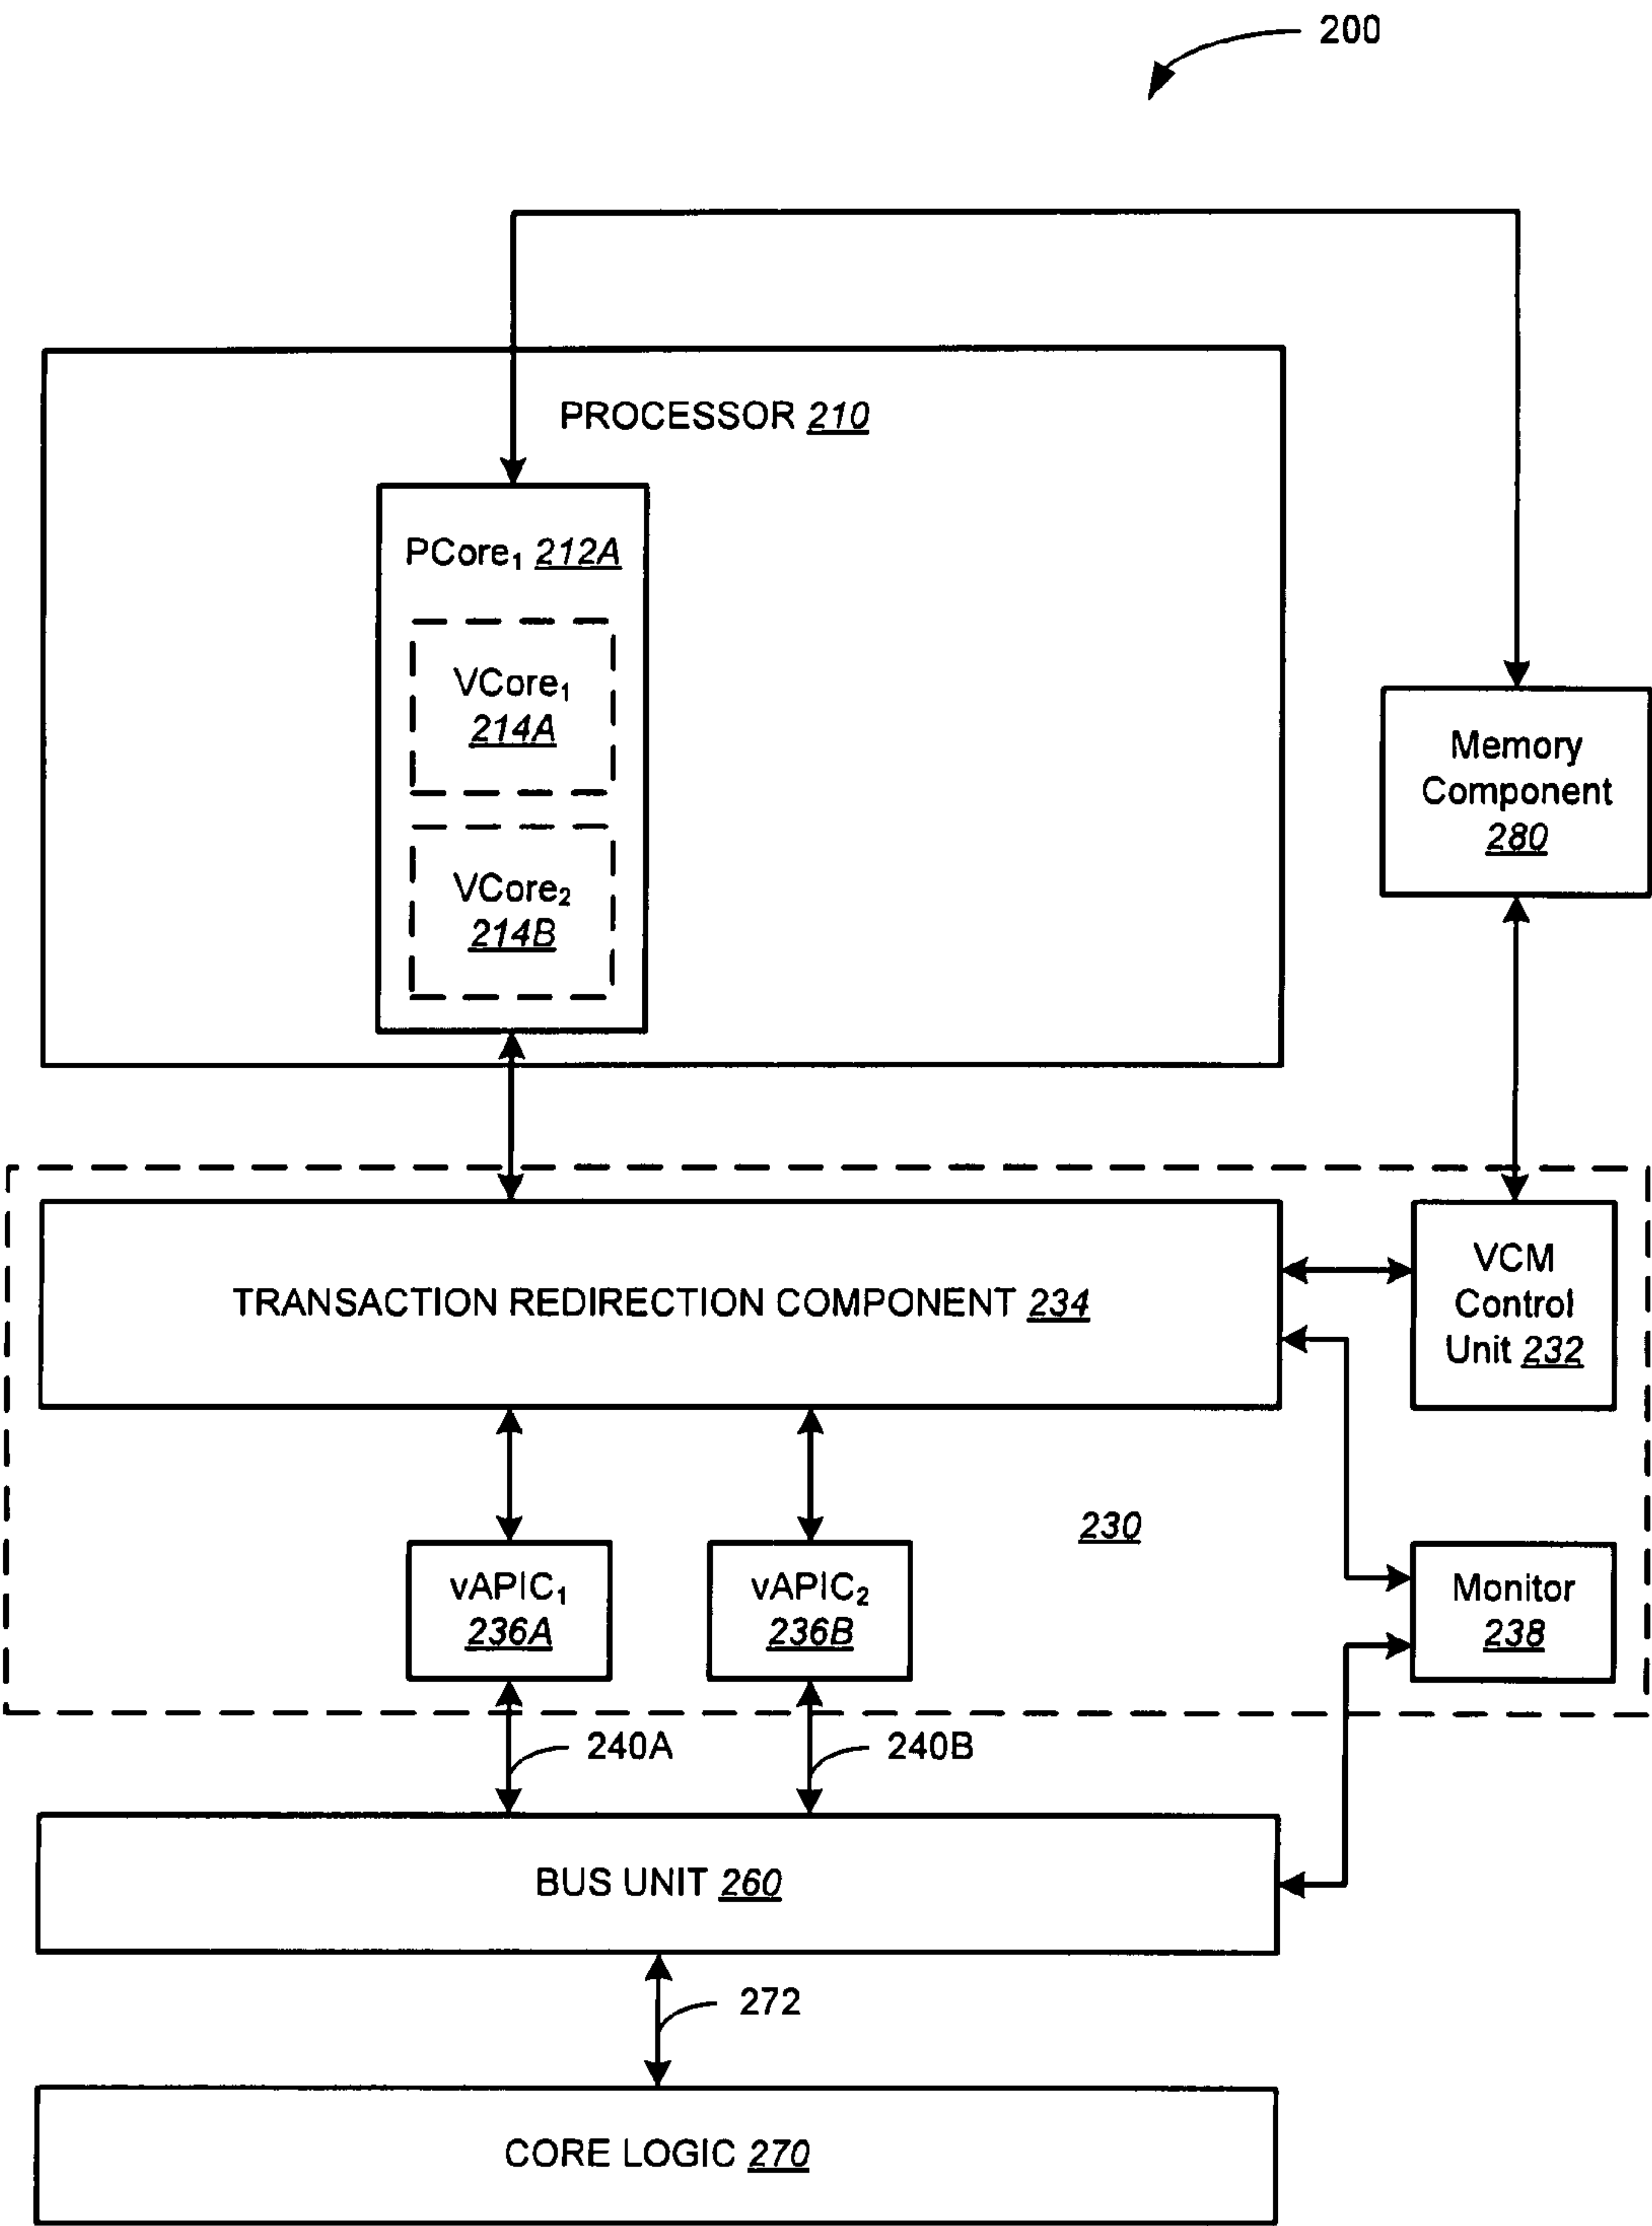 200
PROCESSOR 210
PCore₁ 212A
VCore₁
214A
VCore₂
214B
Memory
Component
280
TRANSACTION REDIRECTION COMPONENT 234
VCM
Control
Unit 232
230
vAPIC₁
236A
vAPIC₂
236B
Monitor
238
240A
240B
BUS UNIT 260
272
CORE LOGIC 270